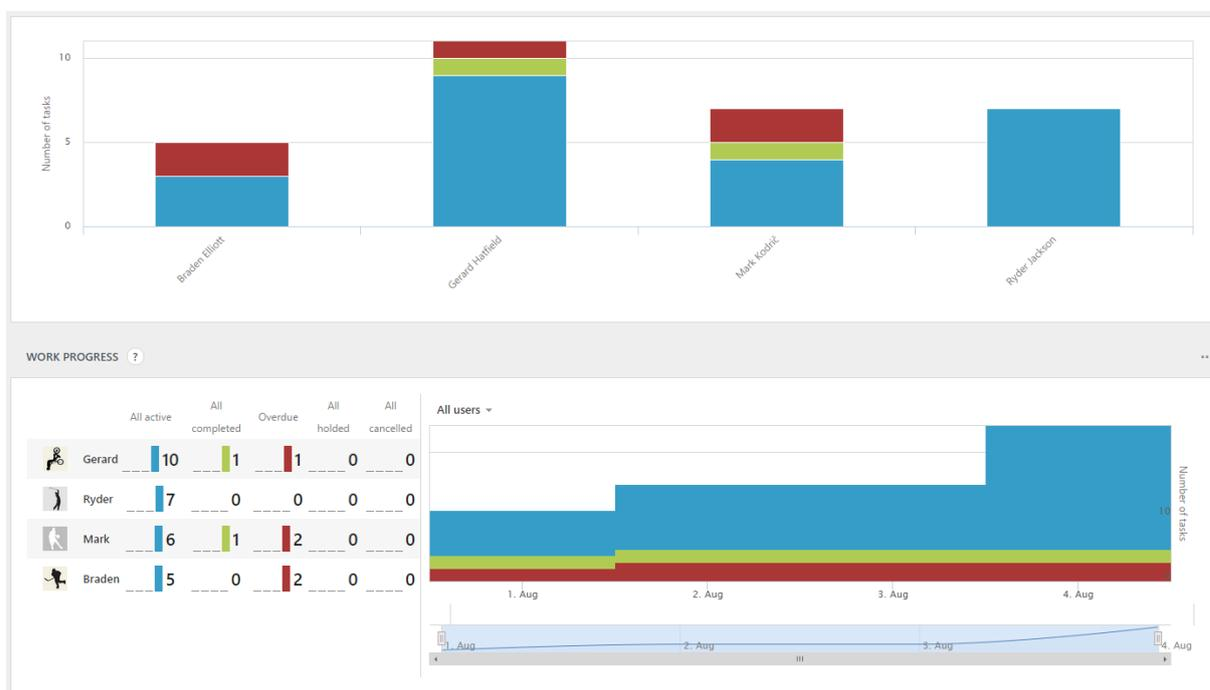 10
5
0
Number of tasks
Braden Elliott
Gerard Hatfield
Mark Kodrič
Ryder Jackson
WORK PROGRESS ?
All active
All completed
Overdue
All holded
All cancelled
Gerard 10 1 1 0 0
Ryder 7 0 0 0 0
Mark 6 1 2 0 0
Braden 5 0 2 0 0
All users
10
Number of tasks
1. Aug 2. Aug 3. Aug 4. Aug
1. Aug 2. Aug 3. Aug 4. Aug